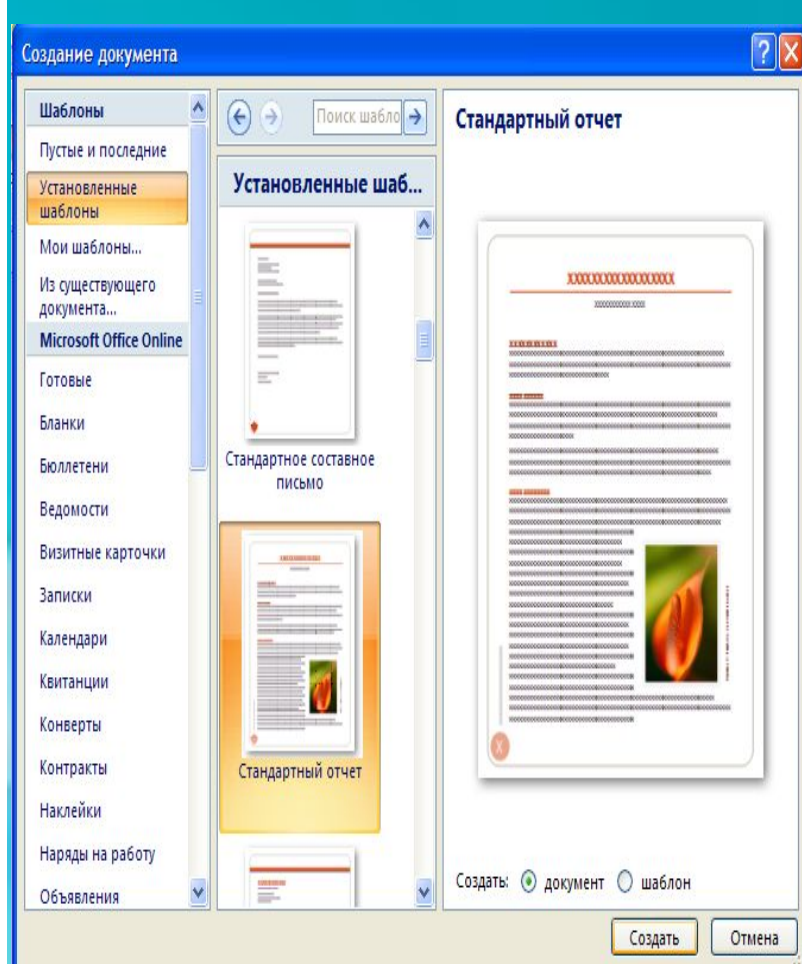 Создание документа
Шаблоны
Пустые и последние
Установленные
шаблоны
Мои шаблоны...
Из существующего
документа...
Microsoft Office Online
Готовые
Бланки
Бюллетени
Ведомости
Визитные карточки
Записки
Календари
Квитанции
Конверты
Контракты
Наклейки
Наряды на работу
Объявления
Поиск шабло
Установленные шаб...
Стандартное составное
письмо
Стандартный отчет
Стандартный отчет
Создать: документ шаблон
Создать Отмена